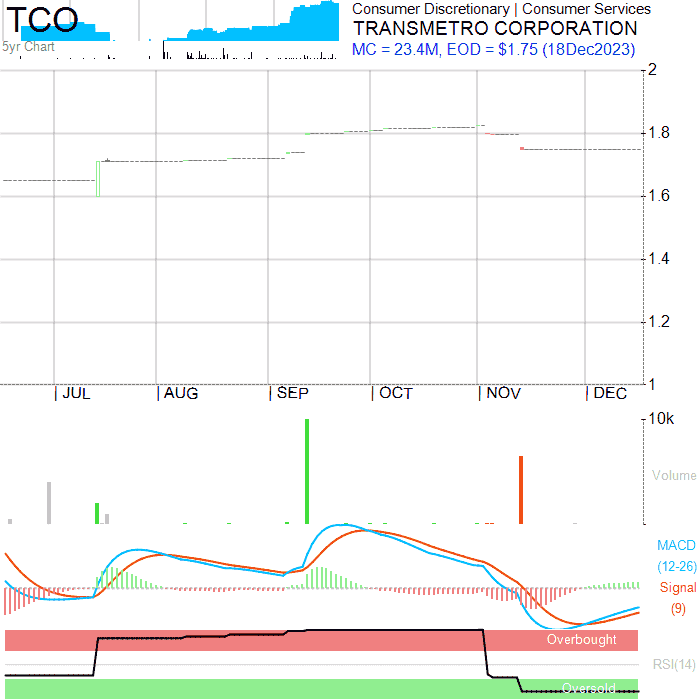 TCO
5yr Chart
Consumer Discretionary | Consumer Services
TRANSMETRO CORPORATION
MC = 23.4M, EOD = $1.75 (18Dec2023)
2
1.8
1.6
1.4
1.2
1
| JUL | AUG | SEP | OCT | NOV | DEC
10k
Volume
MACD
(12-26)
Signal
(9)
Overbought
RSI(14)
Oversold